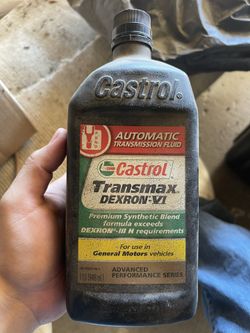 Castrol
AUTOMATIC
TRANSMISSION FLUID
Castrol
Transmax
DEXRON-VI
Premium Synthetic Blend
formula exceeds
DEXRON®-III H requirements
For use in
General Motors vehicles
ADVANCED
PERFORMANCE SERIES